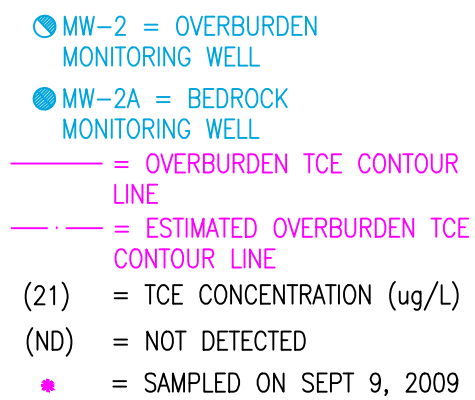 MW-2 = OVERBURDEN
MONITORING WELL
MW-2A = BEDROCK
MONITORING WELL
= OVERBURDEN TCE CONTOUR
LINE
= ESTIMATED OVERBURDEN TCE
CONTOUR LINE
(21) = TCE CONCENTRATION (ug/L)
(ND) = NOT DETECTED
= SAMPLED ON SEPT 9, 2009